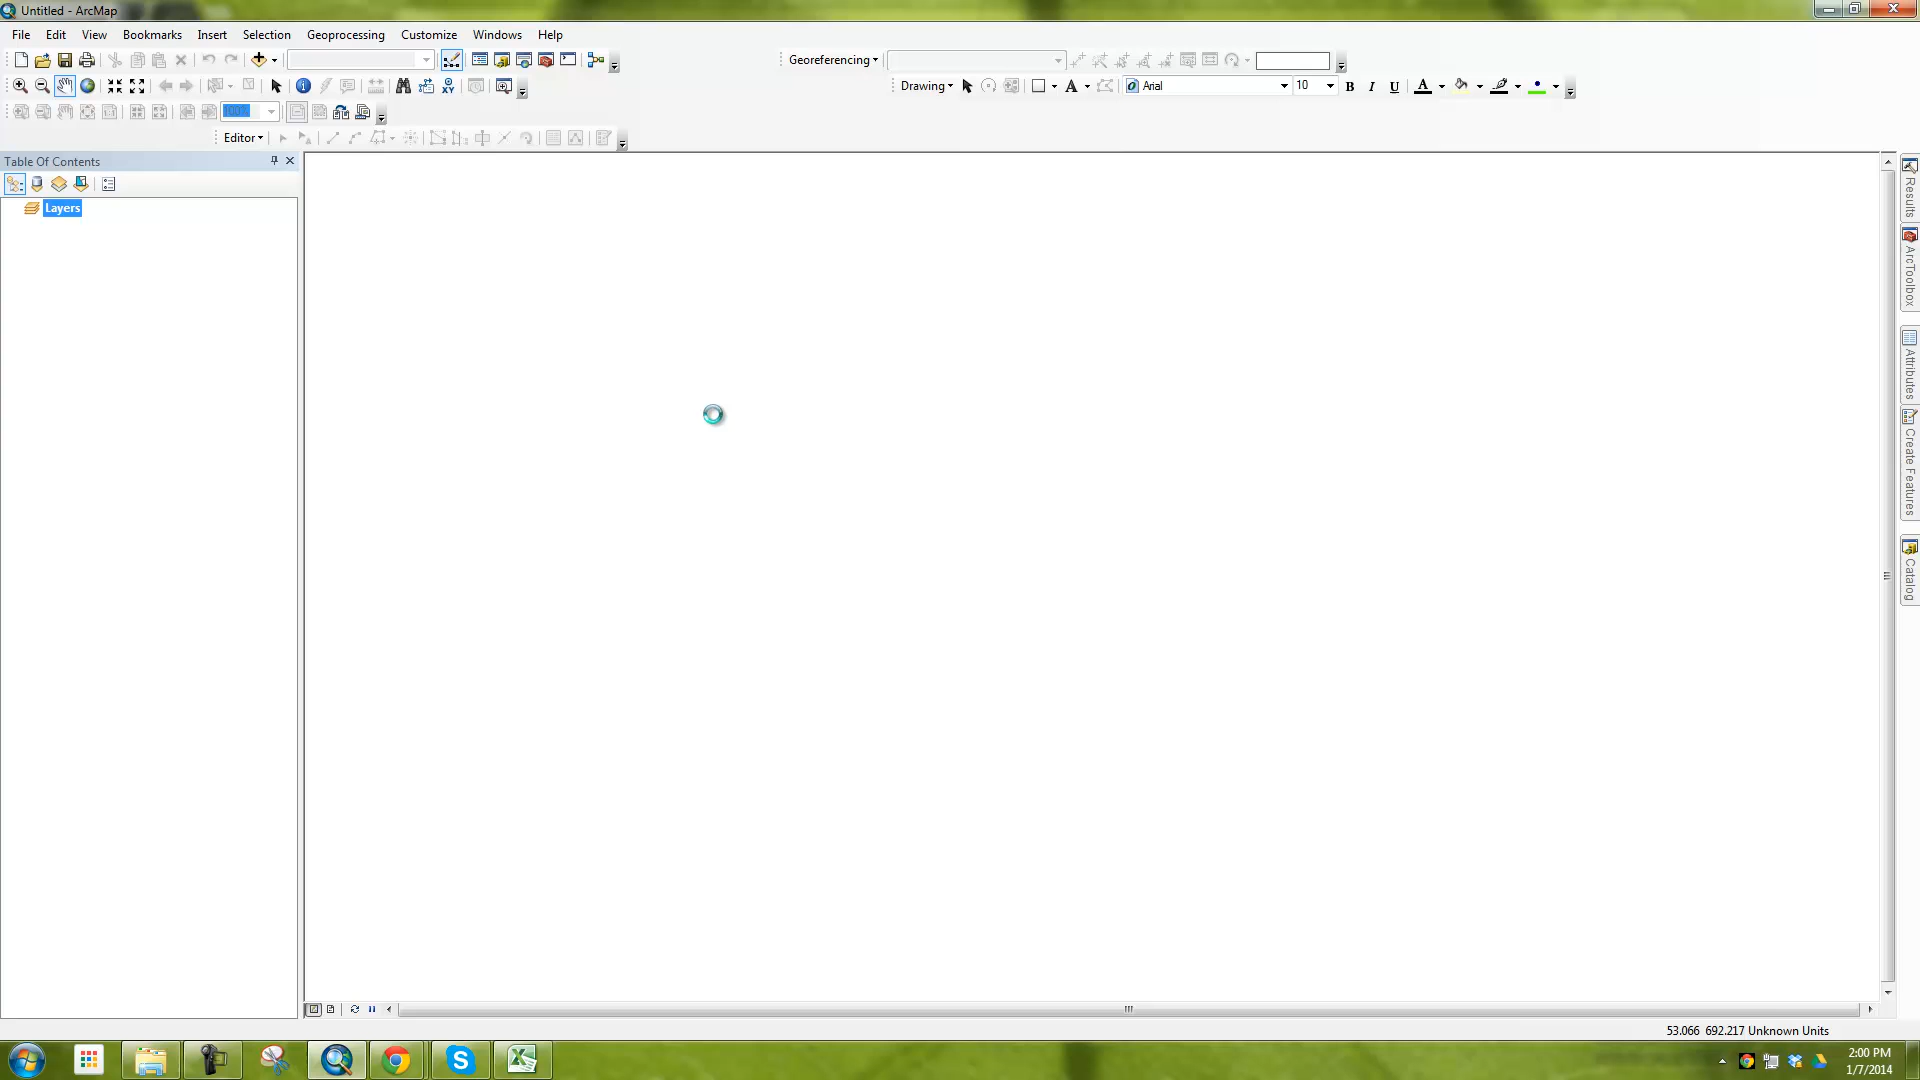 Untitled - ArcMap
File Edit View Bookmarks Insert Selection Geoprocessing Customize Windows Help
Georeferencing
Drawing Arial 10 B I U A
100%
Editor
Table Of Contents
Layers
Results
ArcToolbox
Attributes
Create Features
Catalog
53.066 692.217 Unknown Units
2:00 PM
1/7/2014